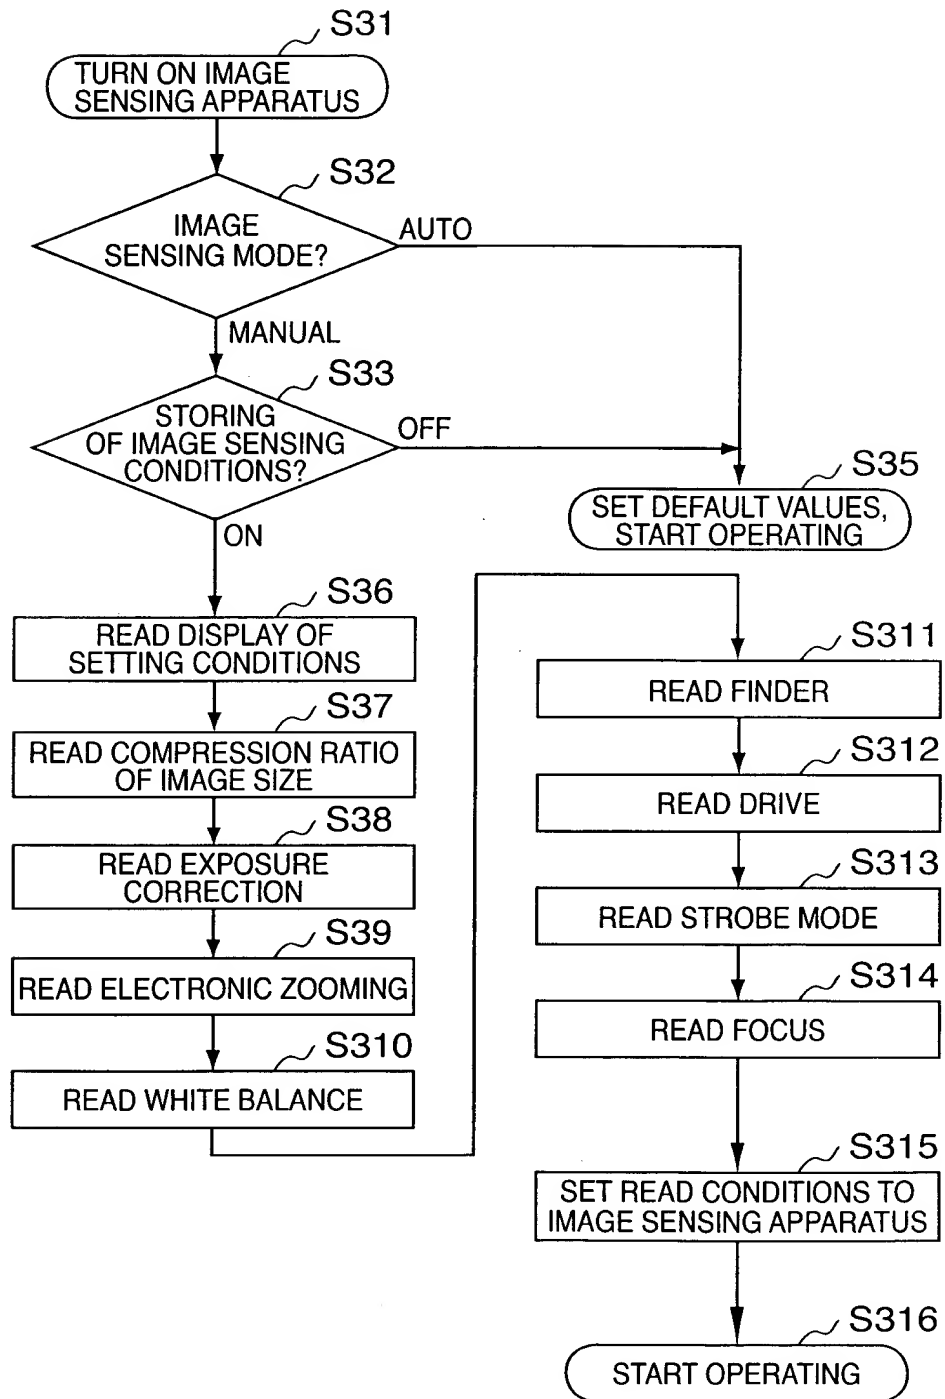 S31
TURN ON IMAGE
SENSING APPARATUS
S32
IMAGE
SENSING MODE?
AUTO
MANUAL
S33
STORING
OF IMAGE SENSING
CONDITIONS?
OFF
ON
S35
SET DEFAULT VALUES,
START OPERATING
S36
READ DISPLAY OF
SETTING CONDITIONS
S37
READ COMPRESSION RATIO
OF IMAGE SIZE
S38
READ EXPOSURE
CORRECTION
S39
READ ELECTRONIC ZOOMING
S310
READ WHITE BALANCE
S311
READ FINDER
S312
READ DRIVE
S313
READ STROBE MODE
S314
READ FOCUS
S315
SET READ CONDITIONS TO
IMAGE SENSING APPARATUS
S316
START OPERATING